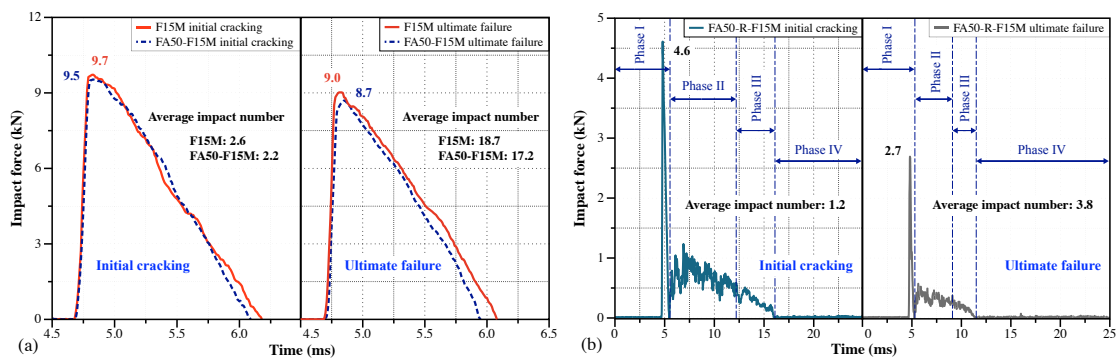 F15M initial cracking
FA50-F15M initial cracking
F15M ultimate failure
FA50-F15M ultimate failure
9.7
9.5
9.0
8.7
Average impact number
F15M: 2.6
FA50-F15M: 2.2
Average impact number
F15M: 18.7
FA50-F15M: 17.2
Initial cracking
Ultimate failure
Impact force (kN)
12
9
6
3
0
4.5 5.0 5.5 6.0 4.5 5.0 5.5 6.0 6.5
Time (ms)
(a)
FA50-R-F15M initial cracking
FA50-R-F15M ultimate failure
Phase I
4.6
Phase II
Phase III
Phase IV
Average impact number: 1.2
Initial cracking
Phase I
2.7
Phase II
Phase III
Phase IV
Average impact number: 3.8
Ultimate failure
Impact force (kN)
5
4
3
2
1
0
0 5 10 15 20 0 5 10 15 20 25
Time (ms)
(b)